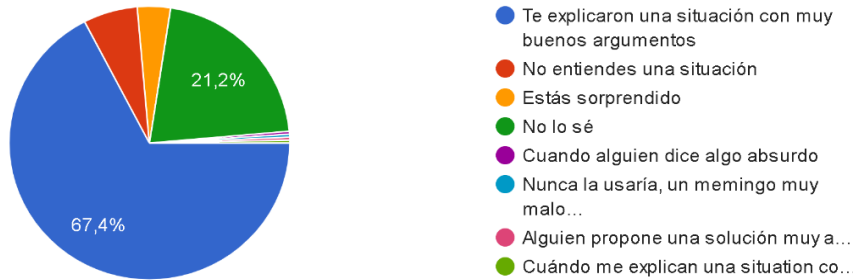 Te explicaron una situación con muy
buenos argumentos
No entiendes una situación
Estás sorprendido
21,2%
No lo sé
Cuando alguien dice algo absurdo
Nunca la usaría, un memingo muy
malo...
67,4%
Alguien propone una solución muy a...
Cuándo me explican una situation co...